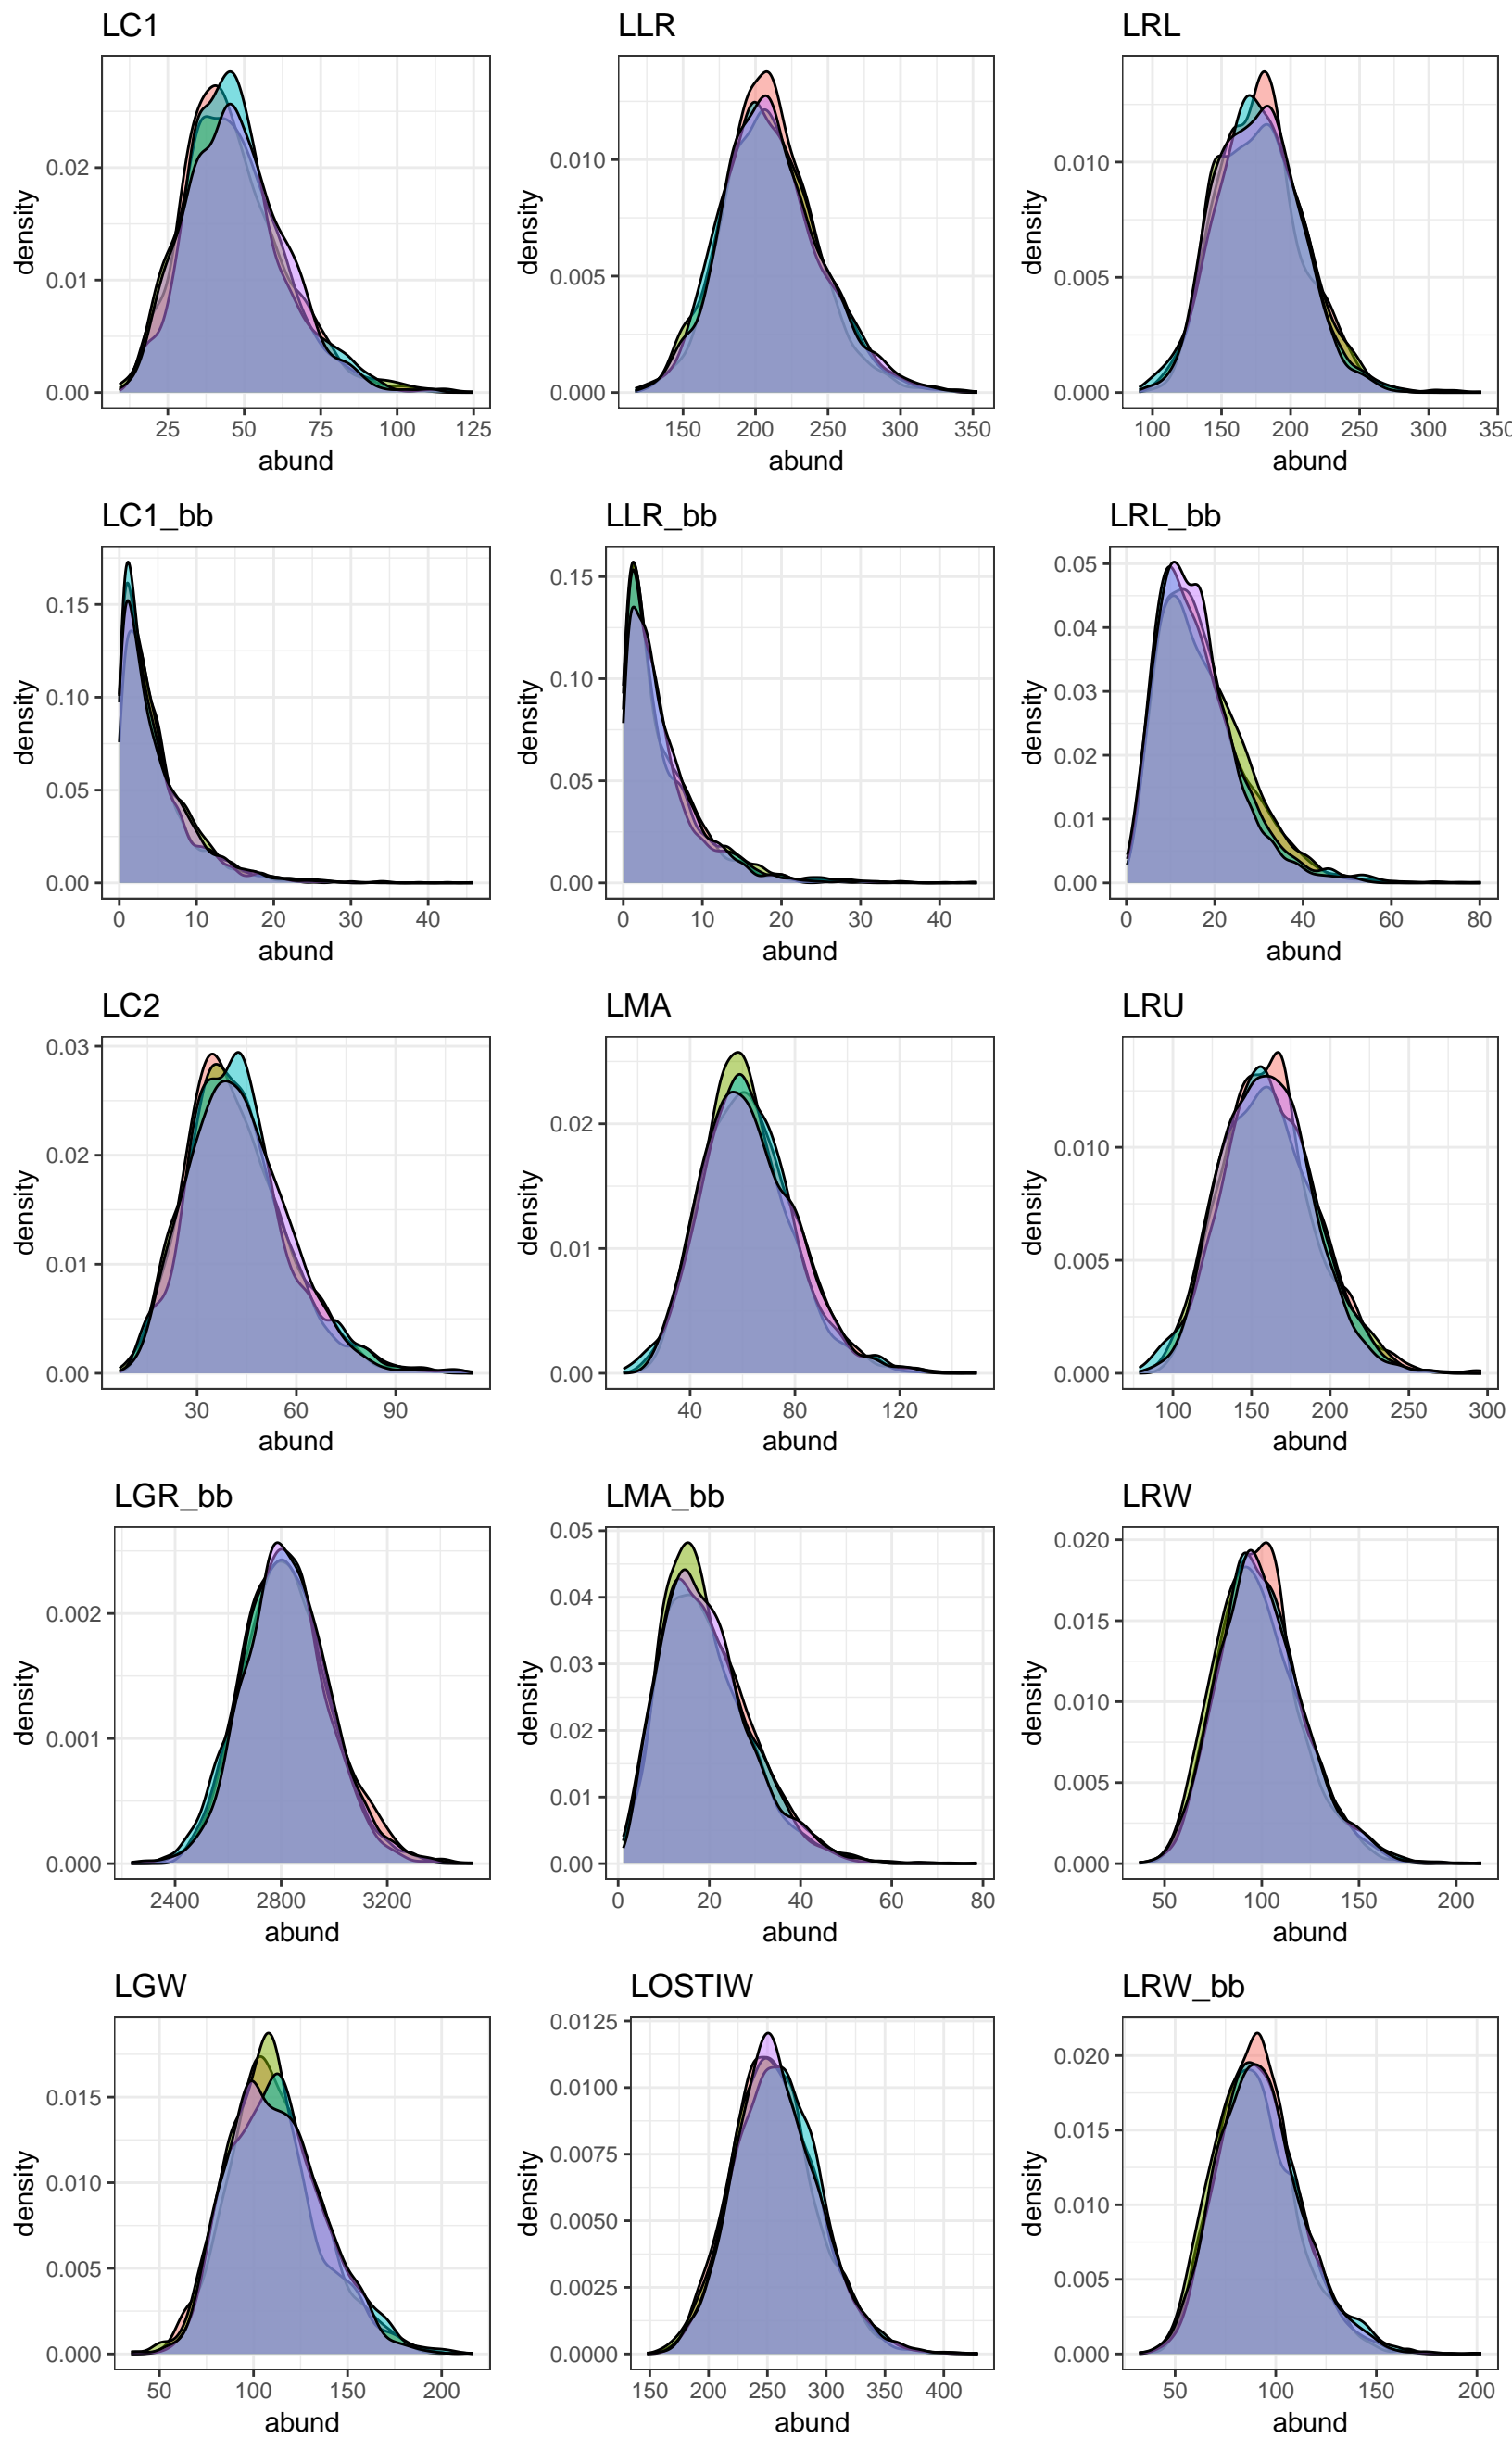 LC1 LLR LRL
density 0.02 0.01 0.00
density 0.010 0.005 0.000
density 0.010 0.005 0.000
25 50 75 100 125
150 200 250 300 350
100 150 200 250 300 350
abund abund abund
LC1_bb LLR_bb LRL_bb
density 0.15 0.10 0.05 0.00
density 0.15 0.10 0.05 0.00
density 0.05 0.04 0.03 0.02 0.01 0.00
0 10 20 30 40
0 10 20 30 40
0 20 40 60 80
abund abund abund
LC2 LMA LRU
density 0.03 0.02 0.01 0.00
density 0.02 0.01 0.00
density 0.010 0.005 0.000
30 60 90
40 80 120
100 150 200 250 300
abund abund abund
LGR_bb LMA_bb LRW
density 0.002 0.001 0.000
density 0.05 0.04 0.03 0.02 0.01 0.00
density 0.020 0.015 0.010 0.005 0.000
2400 2800 3200
0 20 40 60 80
50 100 150 200
abund abund abund
LGW LOSTIW LRW_bb
density 0.015 0.010 0.005 0.000
density 0.0125 0.0100 0.0075 0.0050 0.0025 0.0000
density 0.020 0.015 0.010 0.005 0.000
50 100 150 200
150 200 250 300 350 400
50 100 150 200
abund abund abund